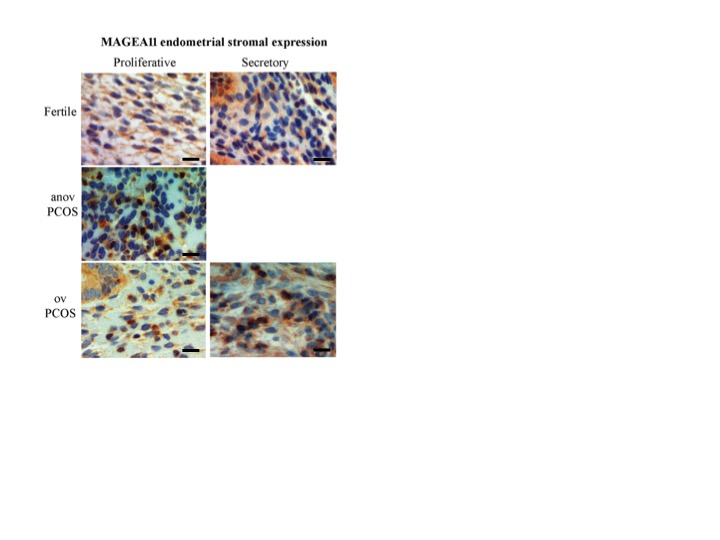 MAGEA11 endometrial stromal expression
Proliferative Secretory
Fertile
anov
PCOS
ov
PCOS